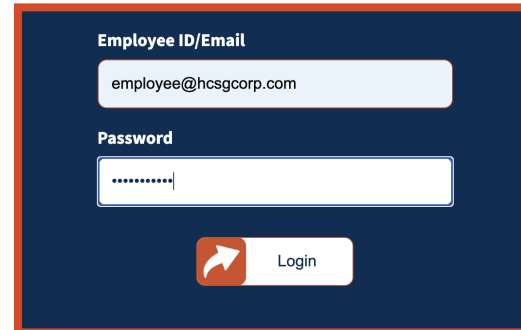 Employee ID/Email
employee@hcsgcorp.com
Password
•••••••••••
Login